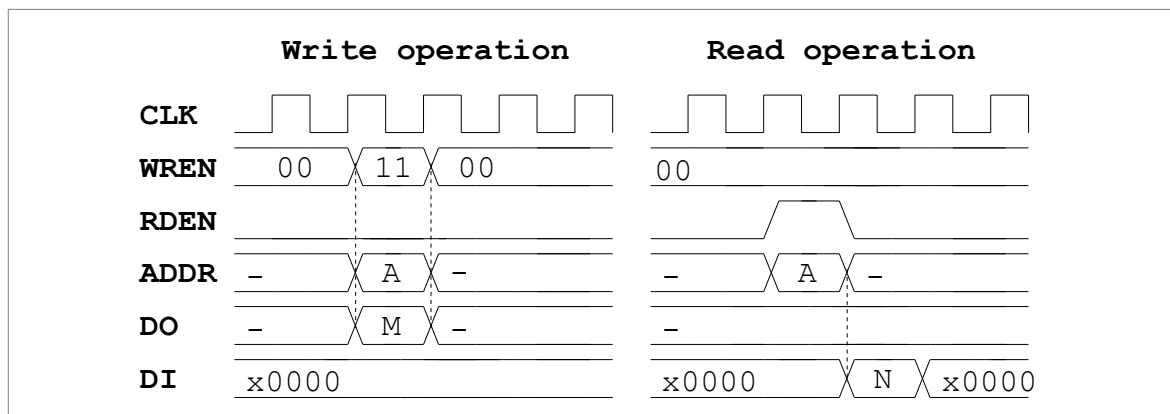 Write operation Read operation
CLK
WREN 00 11 00 00
RDEN
ADDR - A - - A -
DO - M - -
DI x0000 x0000 N x0000